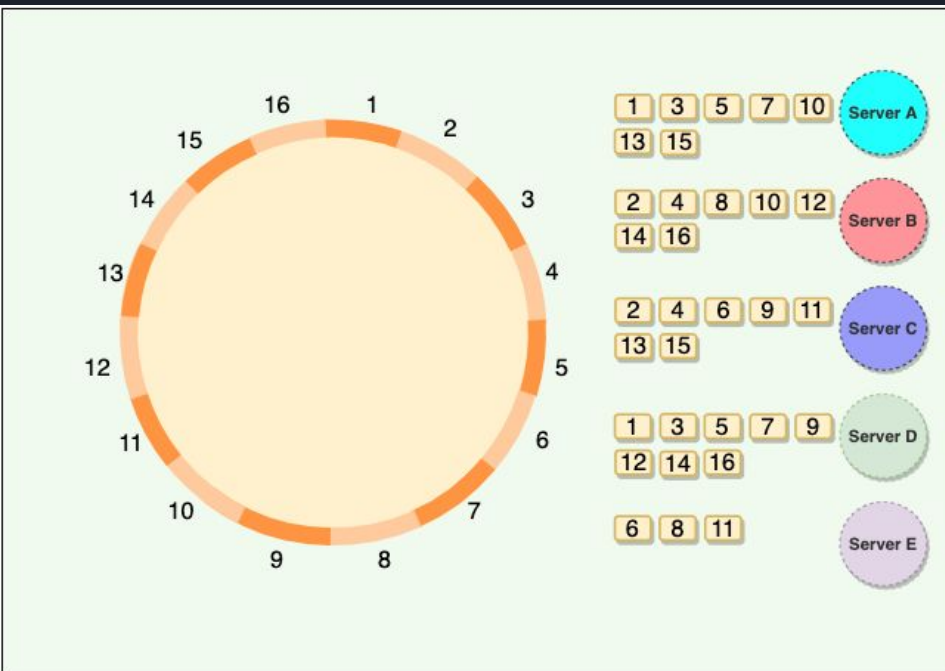 16 1
15 2
14 3
13 4
12 5
11 6
10 7
9 8
1 3 5 7 10
13 15
Server A
2 4 8 10 12
14 16
Server B
2 4 6 9 11
13 15
Server C
1 3 5 7 9
12 14 16
Server D
6 8 11
Server E